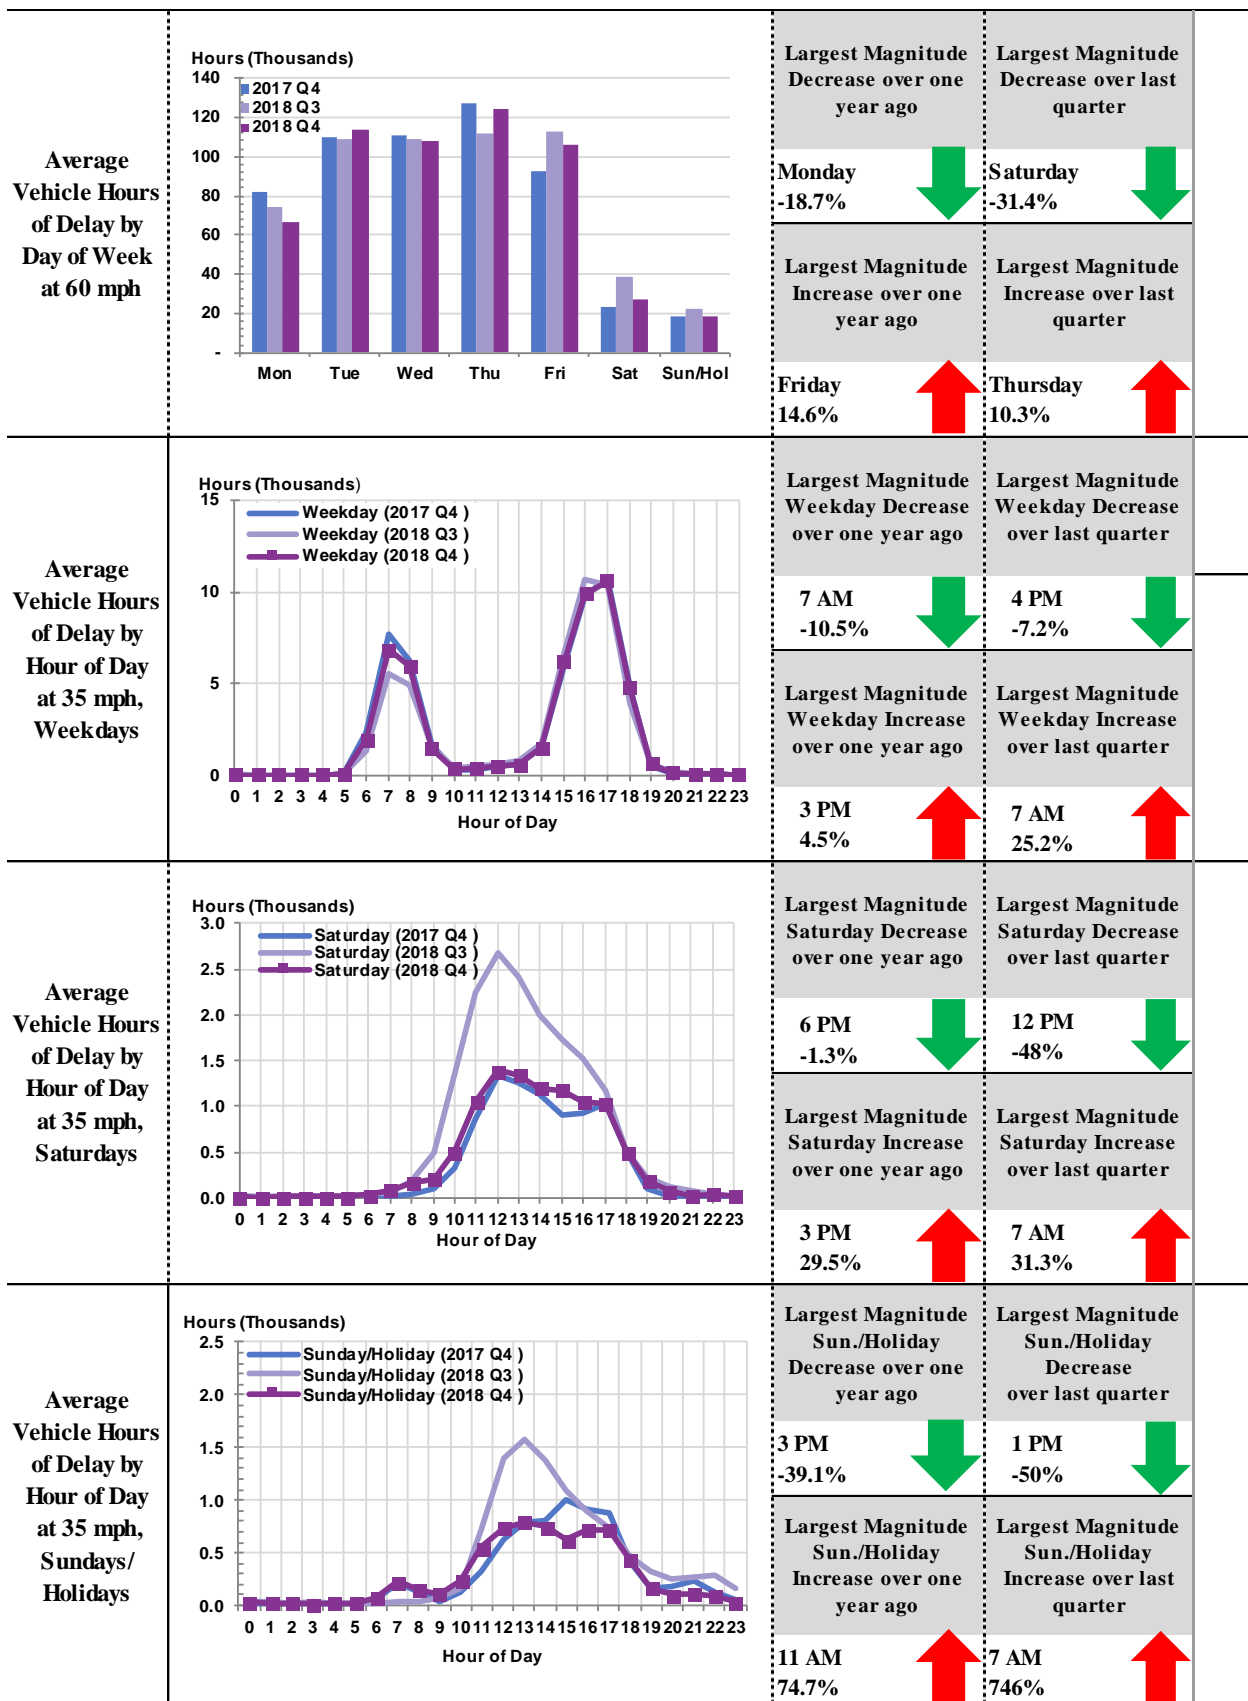 Average
Vehicle Hours
of Delay by
Day of Week
at 60 mph
Hours (Thousands)
140
120
100
80
60
40
20
-
2017 Q4
2018 Q3
2018 Q4
Mon Tue Wed Thu Fri Sat Sun/Hol
Largest Magnitude
Decrease over one
year ago
Monday
-18.7%
Largest Magnitude
Decrease over last
quarter
Saturday
-31.4%
Largest Magnitude
Increase over one
year ago
Friday
14.6%
Largest Magnitude
Increase over last
quarter
Thursday
10.3%
Average
Vehicle Hours
of Delay by
Hour of Day
at 35 mph,
Weekdays
Hours (Thousands)
15
10
5
0
Weekday (2017 Q4 )
Weekday (2018 Q3 )
Weekday (2018 Q4 )
0 1 2 3 4 5 6 7 8 9 10 11 12 13 14 15 16 17 18 19 20 21 22 23
Hour of Day
Largest Magnitude
Weekday Decrease
over one year ago
7 AM
-10.5%
Largest Magnitude
Weekday Decrease
over last quarter
4 PM
-7.2%
Largest Magnitude
Weekday Increase
over one year ago
3 PM
4.5%
Largest Magnitude
Weekday Increase
over last quarter
7 AM
25.2%
Average
Vehicle Hours
of Delay by
Hour of Day
at 35 mph,
Saturdays
Hours (Thousands)
3.0
2.5
2.0
1.5
1.0
0.5
0.0
Saturday (2017 Q4 )
Saturday (2018 Q3 )
Saturday (2018 Q4 )
0 1 2 3 4 5 6 7 8 9 10 11 12 13 14 15 16 17 18 19 20 21 22 23
Hour of Day
Largest Magnitude
Saturday Decrease
over one year ago
6 PM
-1.3%
Largest Magnitude
Saturday Decrease
over last quarter
12 PM
-48%
Largest Magnitude
Saturday Increase
over one year ago
3 PM
29.5%
Largest Magnitude
Saturday Increase
over last quarter
7 AM
31.3%
Average
Vehicle Hours
of Delay by
Hour of Day
at 35 mph,
Sundays/
Holidays
Hours (Thousands)
2.5
2.0
1.5
1.0
0.5
0.0
Sunday/Holiday (2017 Q4 )
Sunday/Holiday (2018 Q3 )
Sunday/Holiday (2018 Q4 )
0 1 2 3 4 5 6 7 8 9 10 11 12 13 14 15 16 17 18 19 20 21 22 23
Hour of Day
Largest Magnitude
Sun./Holiday
Decrease over one
year ago
3 PM
-39.1%
Largest Magnitude
Sun./Holiday
Decrease
over last quarter
1 PM
-50%
Largest Magnitude
Sun./Holiday
Increase over one
year ago
11 AM
74.7%
Largest Magnitude
Sun./Holiday
Increase over last
quarter
7 AM
746%